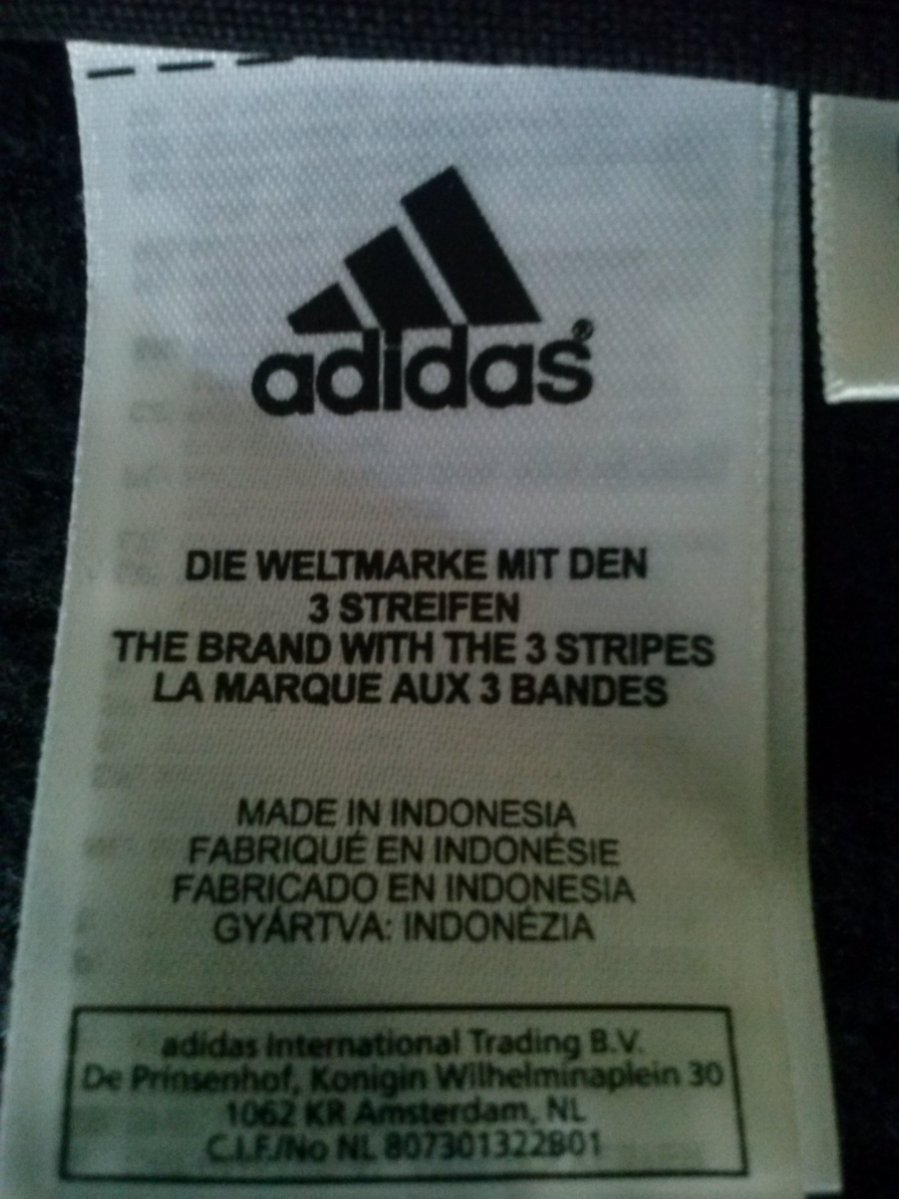 adidas®
DIE WELTMARKE MIT DEN
3 STREIFEN
THE BRAND WITH THE 3 STRIPES
LA MARQUE AUX 3 BANDES
MADE IN INDONESIA
FABRIQUÉ EN INDONÉSIE
FABRICADO EN INDONESIA
GYÁRTVA: INDONÉZIA
adidas International Trading B.V.
De Prinsenhof, Konigin Wilhelminaplein 30
1062 KR Amsterdam, NL
C.I.F./No NL 807301322B01